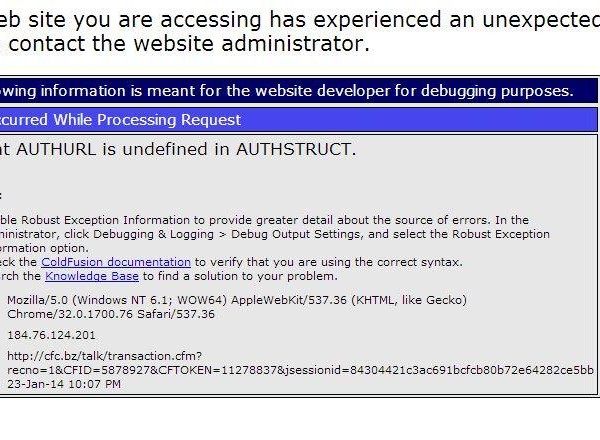 eb site you are accessing has experienced an unexpected
contact the website administrator.
owing information is meant for the website developer for debugging purposes.
ccurred While Processing Request
nt AUTHURL is undefined in AUTHSTRUCT.
:
ble Robust Exception Information to provide greater detail about the source of errors. In the
ministrator, click Debugging & Logging > Debug Output Settings, and select the Robust Exception
ormation option.
eck the ColdFusion documentation to verify that you are using the correct syntax.
arch the Knowledge Base to find a solution to your problem.
Mozilla/5.0 (Windows NT 6.1; WOW64) AppleWebKit/537.36 (KHTML, like Gecko)
Chrome/32.0.1700.76 Safari/537.36
184.76.124.201
http://cfc.bz/talk/transaction.cfm?
recno=1&CFID=5878927&CFTOKEN=11278837&jsessionid=84304421c3ac691bcfcb80b72e64282ce5bb
23-Jan-14 10:07 PM